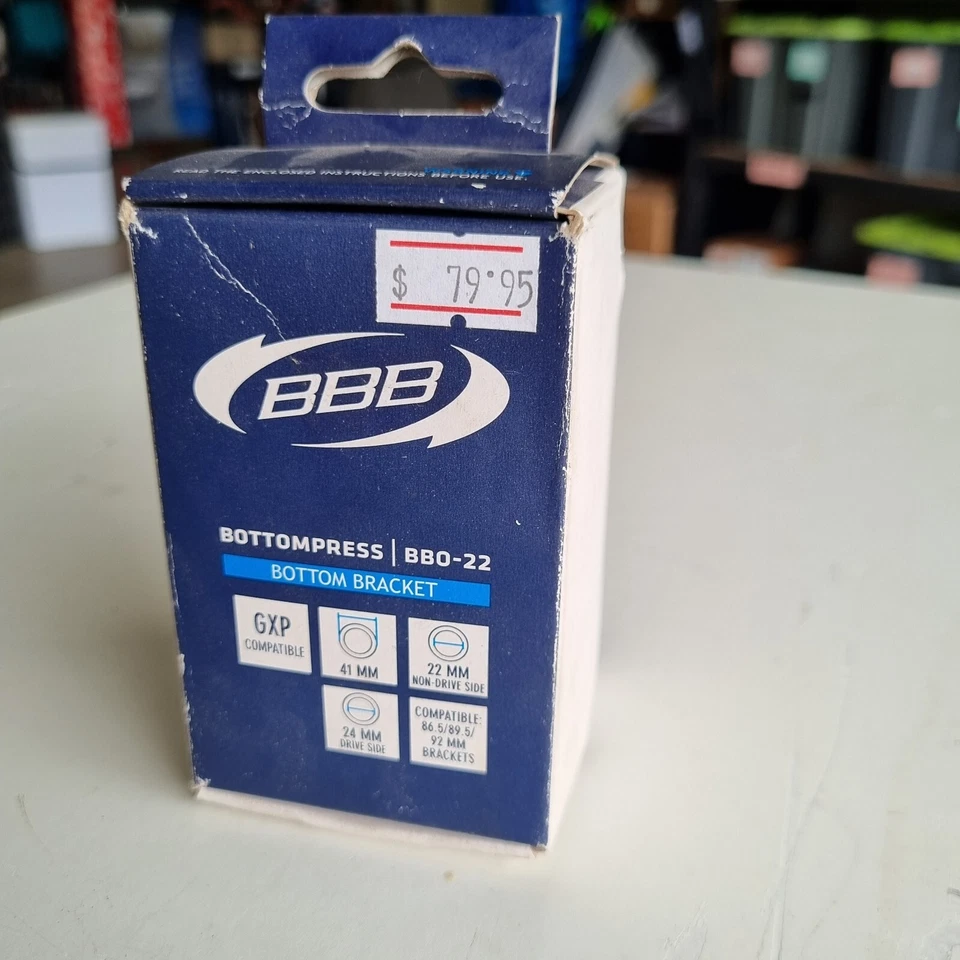 READ THE ENCLOSED INSTRUCTIONS BEFORE USE.
$ 79.95
BBB
BOTTOMPRESS | BBO-22
BOTTOM BRACKET
GXP
COMPATIBLE
41 MM
22 MM
NON-DRIVE SIDE
24 MM
DRIVE SIDE
COMPATIBLE:
86.5/89.5/
92 MM
BRACKETS